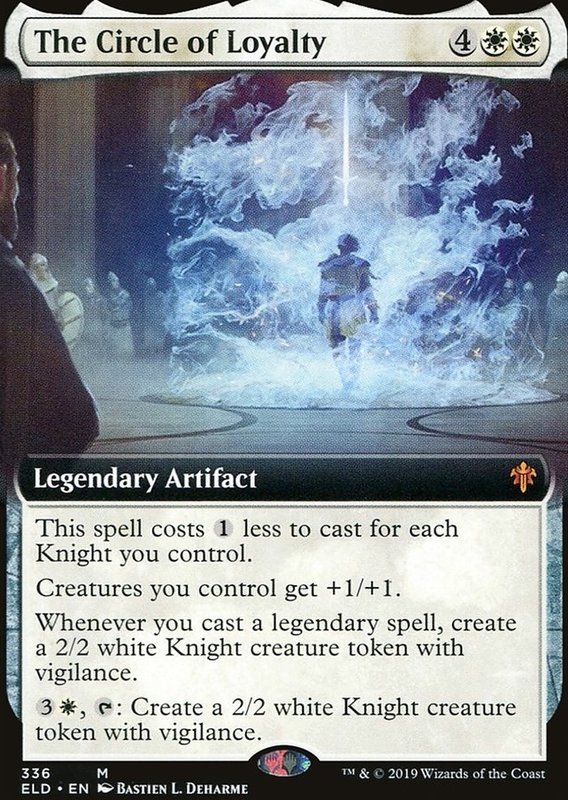 The Circle of Loyalty 4
Legendary Artifact
This spell costs 1 less to cast for each
Knight you control.
Creatures you control get +1/+1.
Whenever you cast a legendary spell, create
a 2/2 white Knight creature token with
vigilance.
3, : Create a 2/2 white Knight creature
token with vigilance.
336 M
ELD • EN Bastien L. Deharme
™ & © 2019 Wizards of the Coast